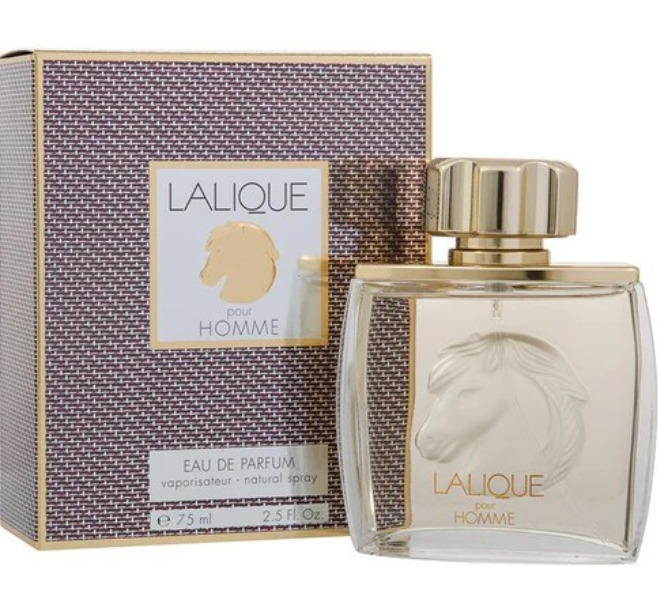 LALIQUE
pour
HOMME
EAU DE PARFUM
vaporisateur - natural spray
℮ 75 ml 2.5 Fl. Oz.
LALIQUE
pour
HOMME